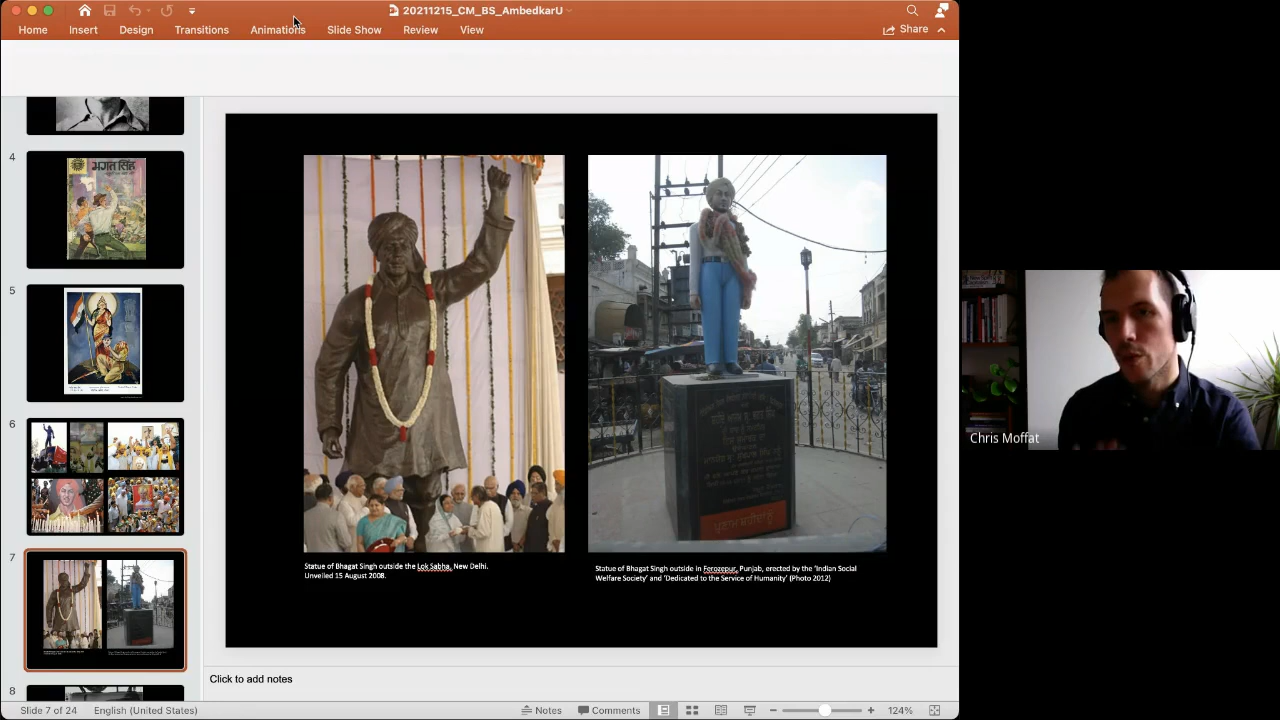 20211215_CM_BS_AmbedkarU
Home Insert Design Transitions Animations Slide Show Review View
Share
4
भगत सिंह
5
6
7
8
Statue of Bhagat Singh outside the Lok Sabha, New Delhi.
Unveiled 15 August 2008.
Statue of Bhagat Singh outside in Ferozepur, Punjab, erected by the ‘Indian Social
Welfare Society’ and ‘Dedicated to the Service of Humanity’ (Photo 2012)
Chris Moffat
Click to add notes
Slide 7 of 24 English (United States) Notes Comments 124%